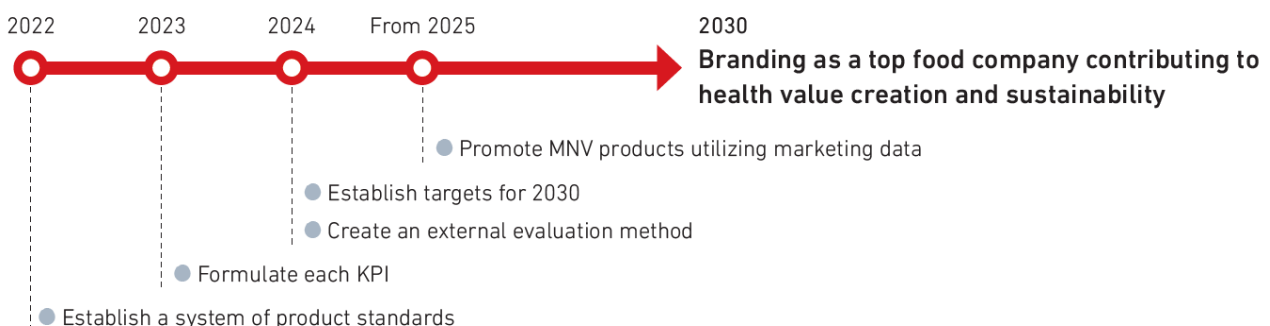 2022
2023
2024
From 2025
2030
Branding as a top food company contributing to
health value creation and sustainability
Promote MNV products utilizing marketing data
Establish targets for 2030
Create an external evaluation method
Formulate each KPI
Establish a system of product standards